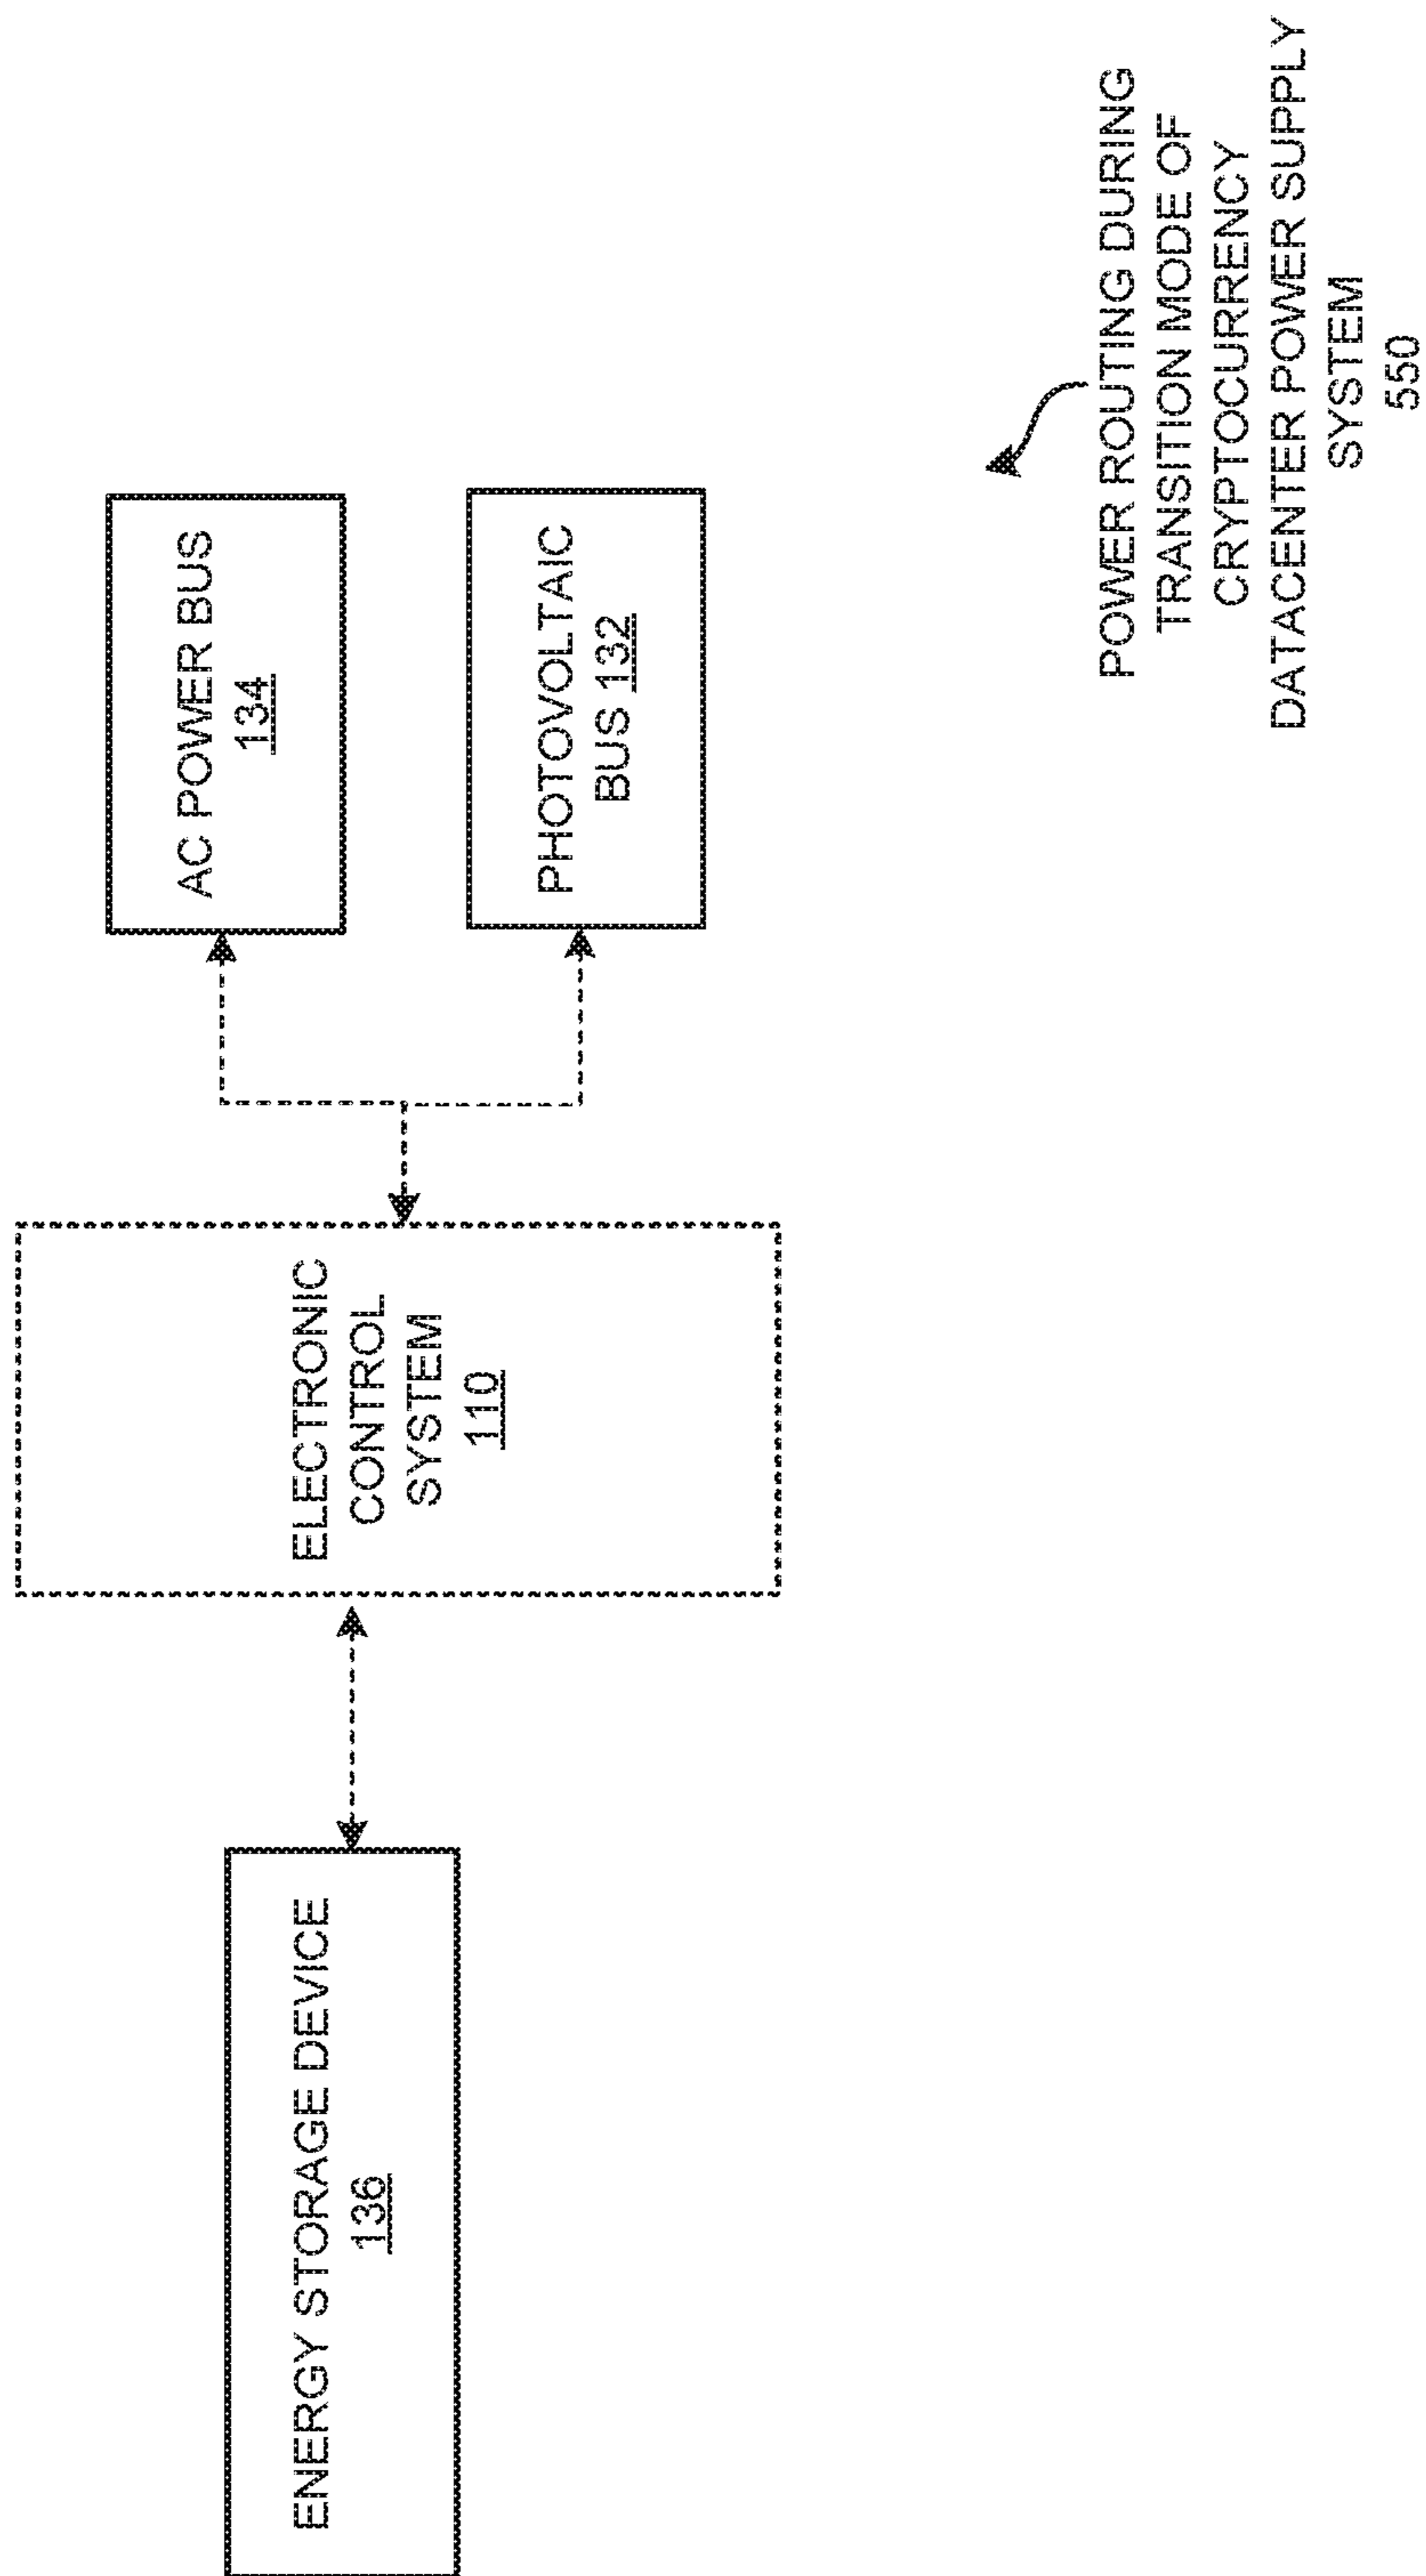 ENERGY STORAGE DEVICE
136
ELECTRONIC
CONTROL
SYSTEM
110
AC POWER BUS
134
PHOTOVOLTAIC
BUS 132
POWER ROUTING DURING
TRANSITION MODE OF
CRYPTOCURRENCY
DATACENTER POWER SUPPLY
SYSTEM
550